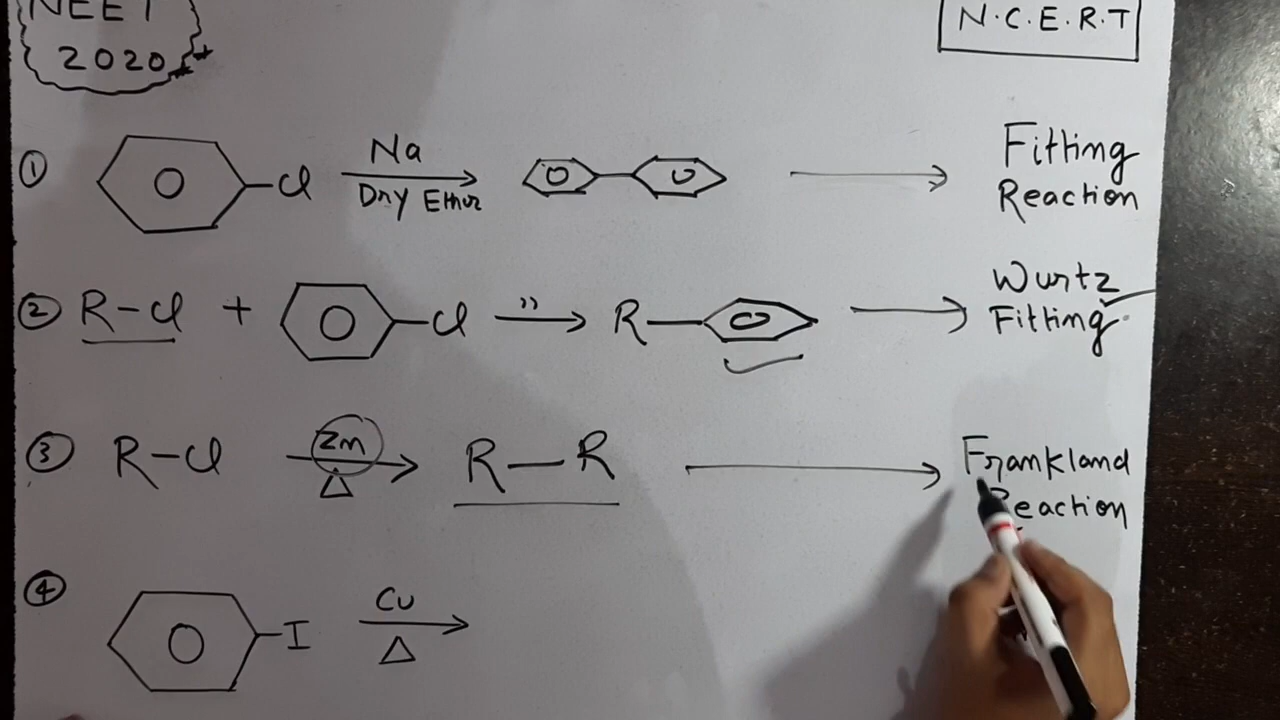 NEET
2020
N.C.E.R.T
① Cl Na Dry Ether Fitting
Reaction
② R-Cl + Cl ,, R Wurtz
Fitting
③ R-Cl Zn Δ R-R Frankland
Reaction
④ I Cu Δ